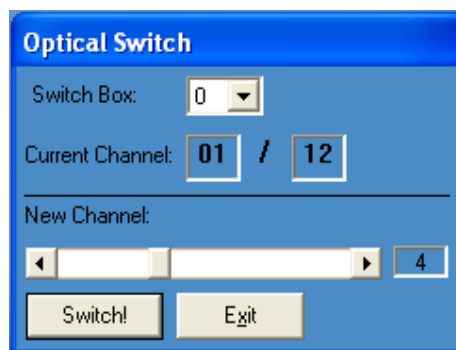 Optical Switch
Switch Box: 0
Current Channel: 01 / 12
New Channel:
4
Switch! Exit